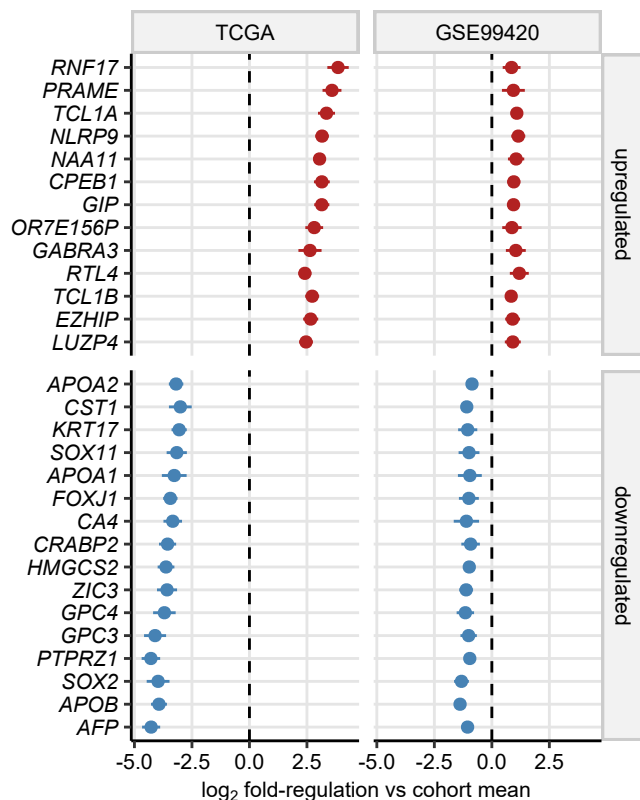 TCGA GSE99420
RNF17
PRAME
TCL1A
NLRP9
NAA11
CPEB1
GIP
OR7E156P
GABRA3
RTL4
TCL1B
EZHIP
LUZP4
upregulated
APOA2
CST1
KRT17
SOX11
APOA1
FOXJ1
CA4
CRABP2
HMGCS2
ZIC3
GPC4
GPC3
PTPRZ1
SOX2
APOB
AFP
downregulated
-5.0 -2.5 0.0 2.5 -5.0 -2.5 0.0 2.5
log₂ fold-regulation vs cohort mean